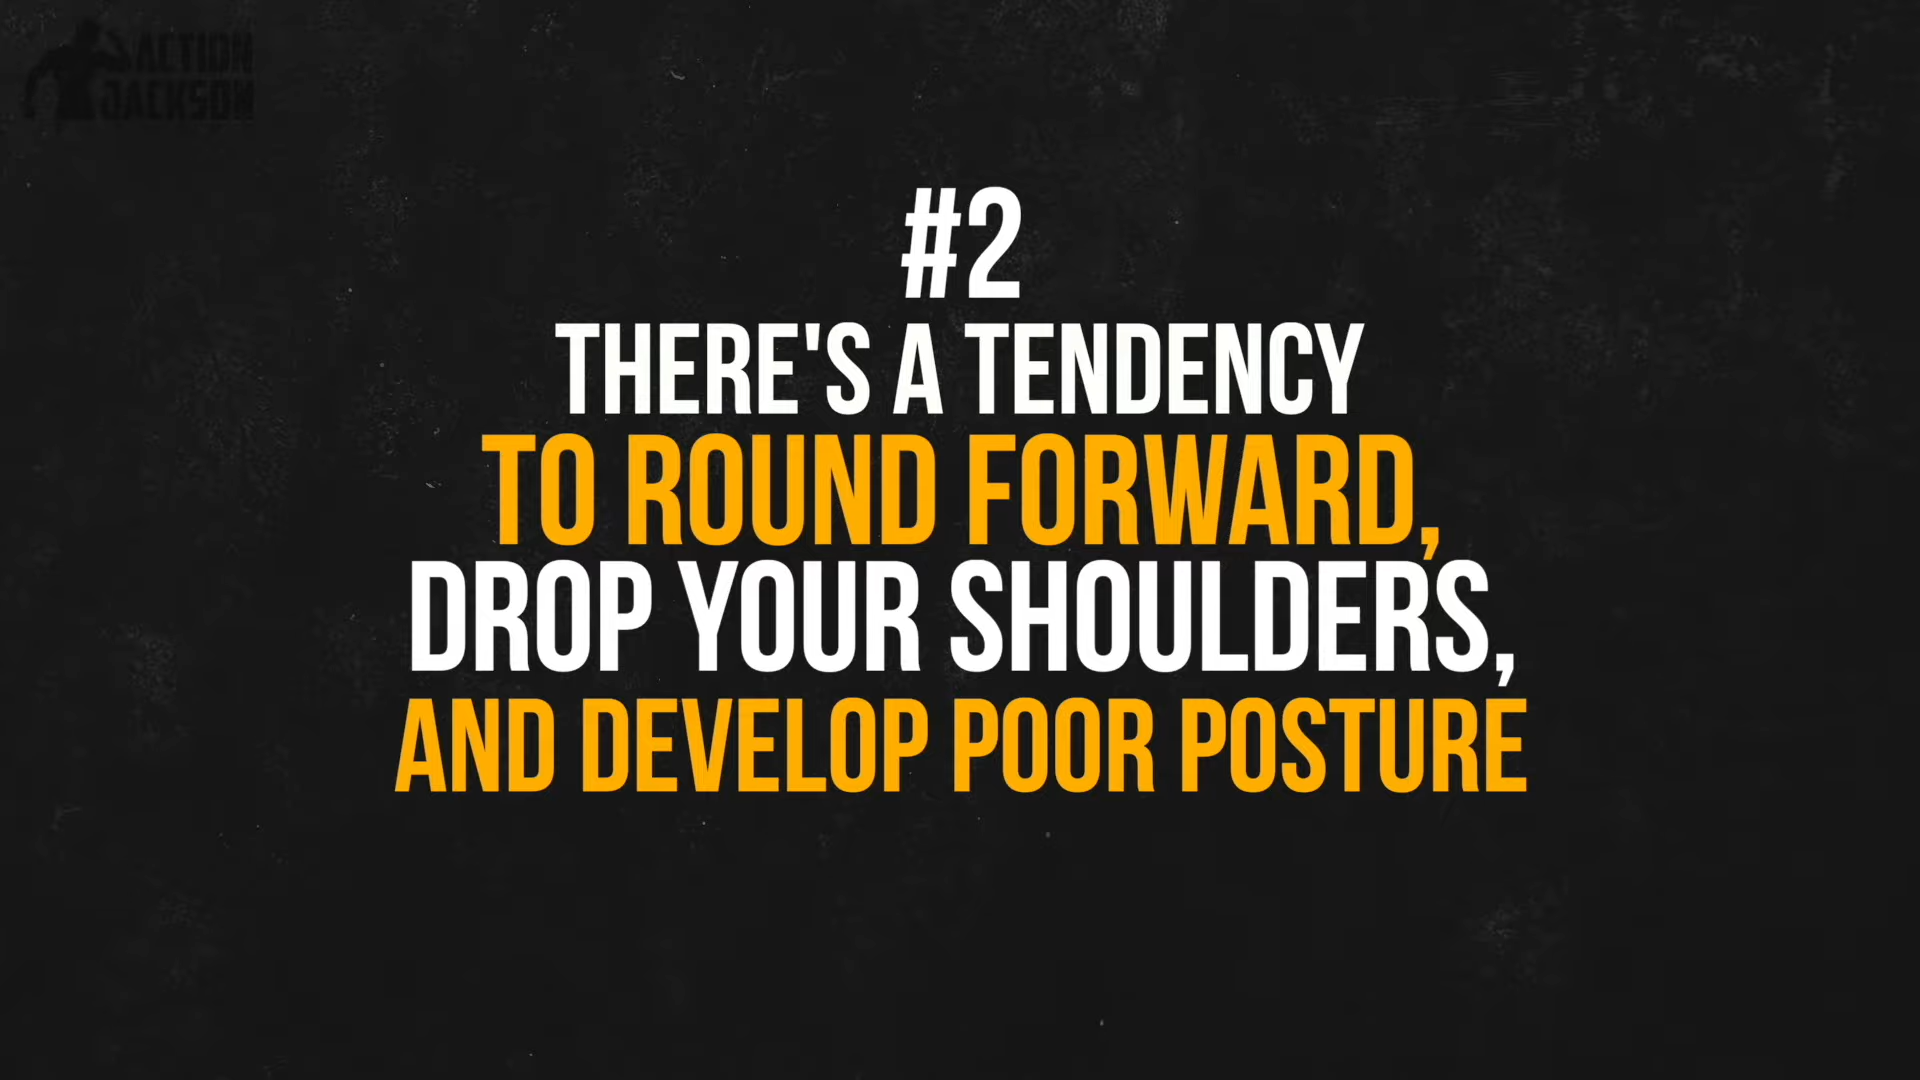 ACTION
JACKSON
#2
THERE'S A TENDENCY
TO ROUND FORWARD,
DROP YOUR SHOULDERS,
AND DEVELOP POOR POSTURE